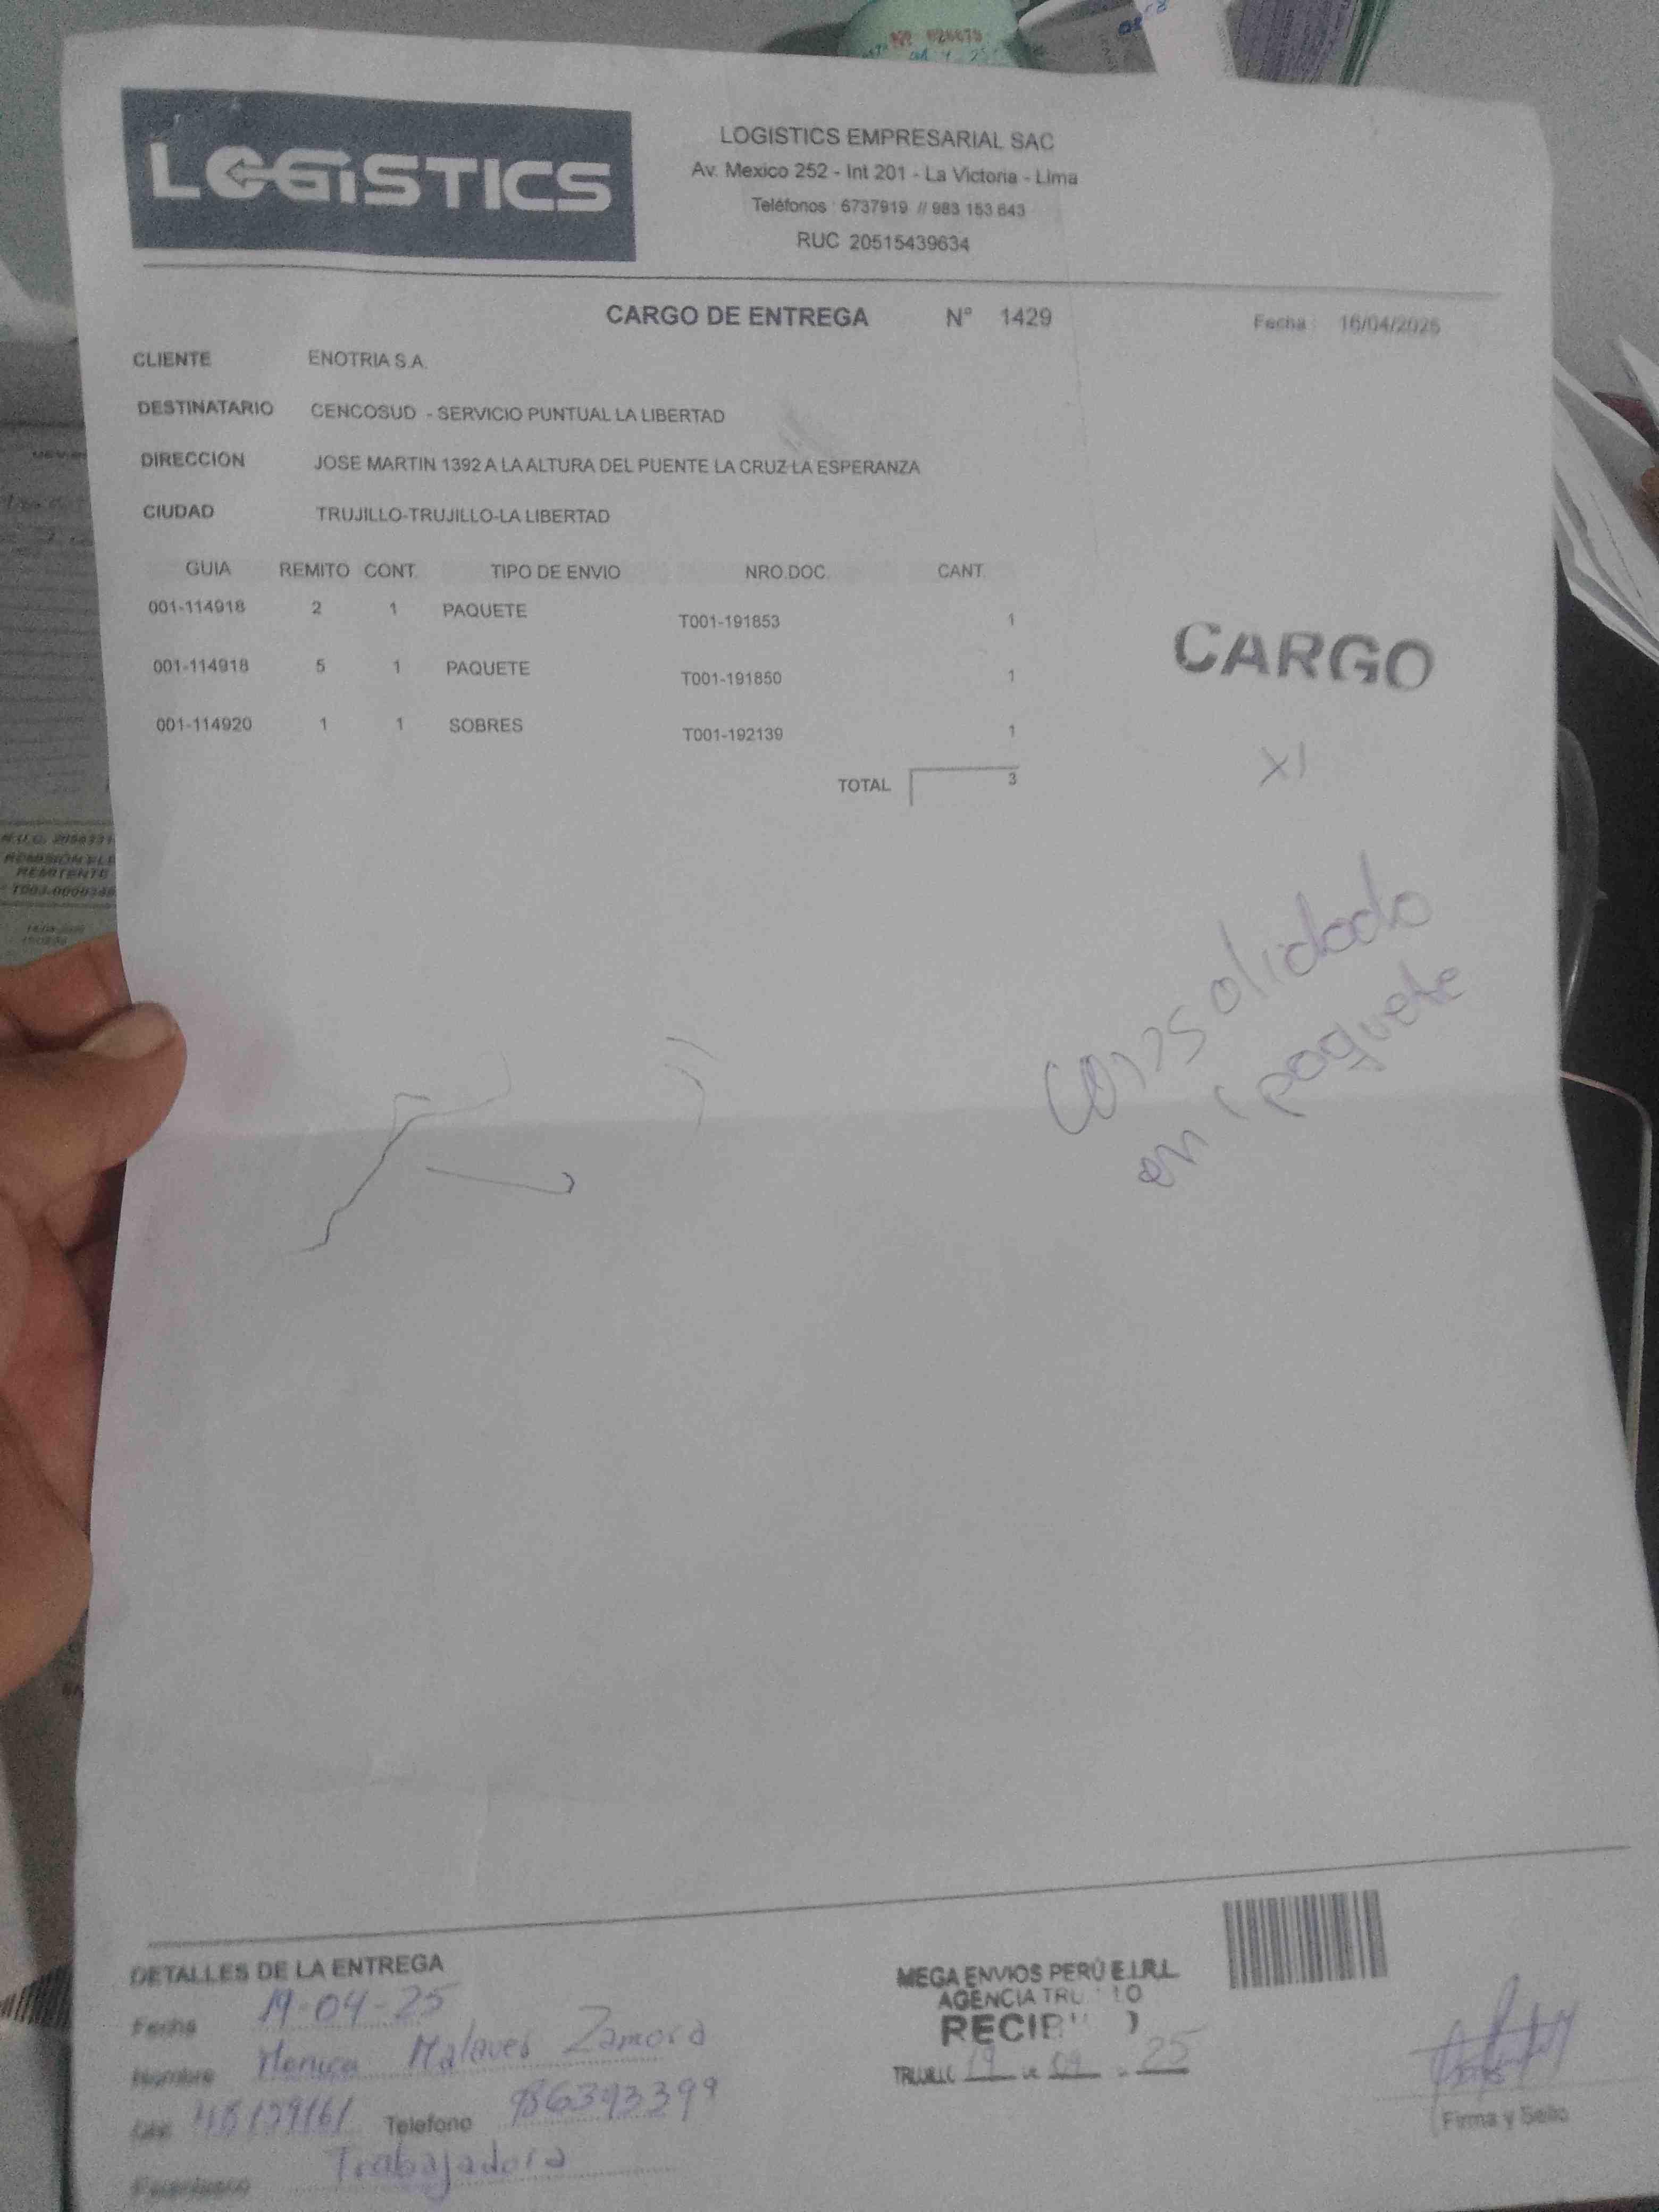 LOGISTICS
LOGISTICS EMPRESARIAL SAC
Av. Mexico 252 - Int 201 - La Victoria - Lima
Teléfonos : 6737919 // 983 153 643
RUC 20515439634
CARGO DE ENTREGA N° 1429 Fecha : 16/04/2025
CLIENTE ENOTRIA S.A.
DESTINATARIO CENCOSUD - SERVICIO PUNTUAL LA LIBERTAD
DIRECCION JOSE MARTIN 1392 A LA ALTURA DEL PUENTE LA CRUZ-LA ESPERANZA
CIUDAD TRUJILLO-TRUJILLO-LA LIBERTAD
GUIA REMITO CONT. TIPO DE ENVIO NRO.DOC. CANT.
001-114918 2 1 PAQUETE T001-191853 1
001-114918 5 1 PAQUETE T001-191850 1
001-114920 1 1 SOBRES T001-192139 1
TOTAL 3
CARGO
X1
Consolidado
en 1 paquete
DETALLES DE LA ENTREGA
Fecha 19-04-25
Nombre Monica Malaver Zamora
Telefono 986393399
Trabajadora
MEGA ENVIOS PERÚ E.I.R.L.
AGENCIA
TRUJILLO 19 04 25
Firma y Sello